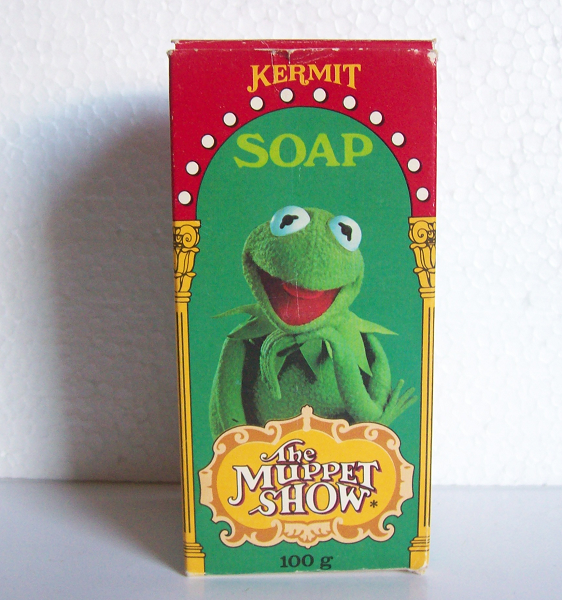 KERMIT
SOAP
The
MUPPET
SHOW*
100 g